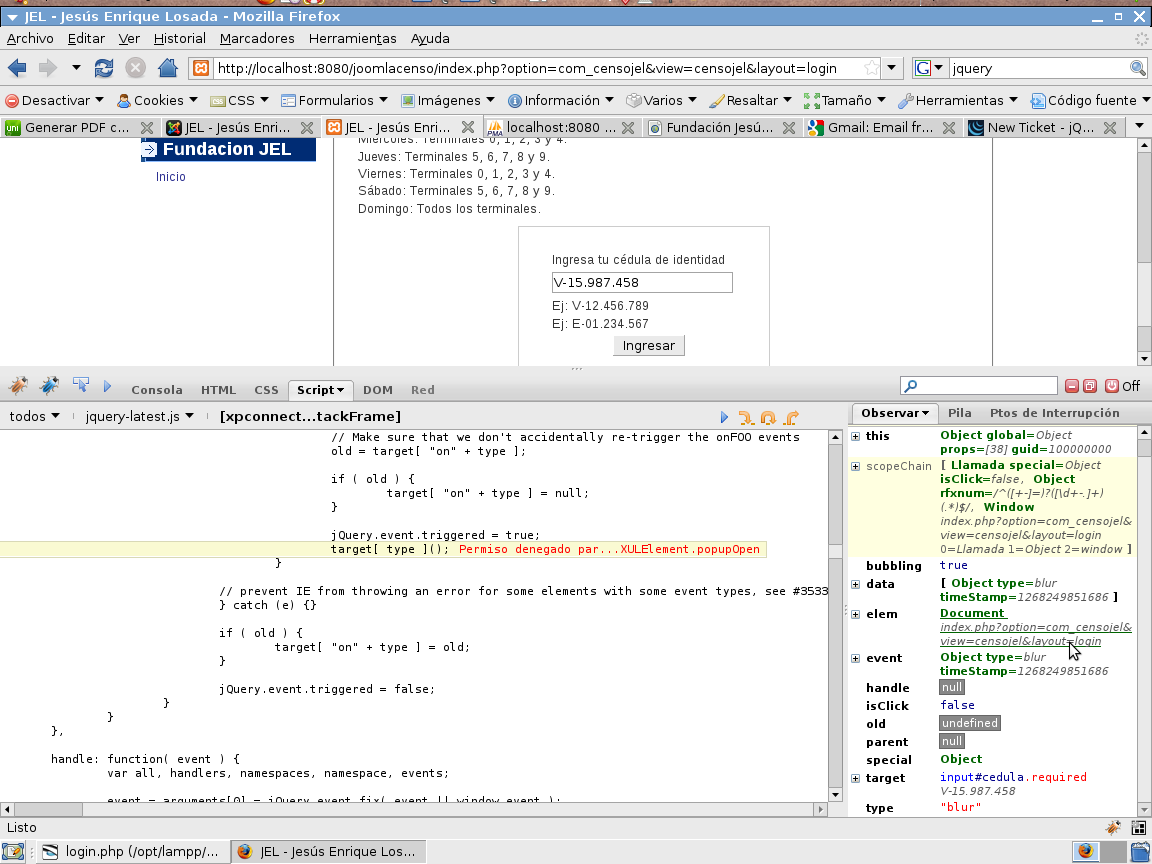 JEL - Jesús Enrique Losada - Mozilla Firefox
Archivo Editar Ver Historial Marcadores Herramientas Ayuda
http://localhost:8080/joomlacenso/index.php?option=com_censojel&view=censojel&layout=login
G jquery
Desactivar Cookies CSS Formularios Imágenes Información Varios Resaltar Tamaño Herramientas Código fuente
Generar PDF c... JEL - Jesús Enri... JEL - Jesús Enri... localhost:8080 ... Fundación Jesú... Gmail: Email fr... New Ticket - jQ...
Fundacion JEL
Inicio
Miércoles: Terminales 0, 1, 2, 3 y 4.
Jueves: Terminales 5, 6, 7, 8 y 9.
Viernes: Terminales 0, 1, 2, 3 y 4.
Sábado: Terminales 5, 6, 7, 8 y 9.
Domingo: Todos los terminales.
Ingresa tu cédula de identidad
V-15.987.458
Ej: V-12.456.789
Ej: E-01.234.567
Ingresar
Consola HTML CSS Script DOM Red
Off
todos jquery-latest.js [xpconnect...tackFrame]
// Make sure that we don't accidentally re-trigger the onFOO events
old = target[ "on" + type ];
if ( old ) {
target[ "on" + type ] = null;
}
jQuery.event.triggered = true;
target[ type ](); Permiso denegado par...XULElement.popupOpen
}
// prevent IE from throwing an error for some elements with some event types, see #3533
} catch (e) {}
if ( old ) {
target[ "on" + type ] = old;
}
jQuery.event.triggered = false;
}
}
},
handle: function( event ) {
var all, handlers, namespaces, namespace, events;
event = arguments[0] = jQuery.event.fix( event || window.event );
Observar Pila Ptos de Interrupción
this Object global=Object
props=[38] guid=100000000
scopeChain [ Llamada special=Object
isClick=false, Object
rfxnum=/^([+-]=)?([\d+-.]+)
(.*)$/, Window
index.php?option=com_censojel&
view=censojel&layout=login
0=Llamada 1=Object 2=window ]
bubbling true
data [ Object type=blur
timeStamp=1268249851686 ]
elem Document
index.php?option=com_censojel&
view=censojel&layout=login
event Object type=blur
timeStamp=1268249851686
handle null
isClick false
old undefined
parent null
special Object
target input#cedula.required
V-15.987.458
type "blur"
Listo
login.php (/opt/lampp/... JEL - Jesús Enrique Los...